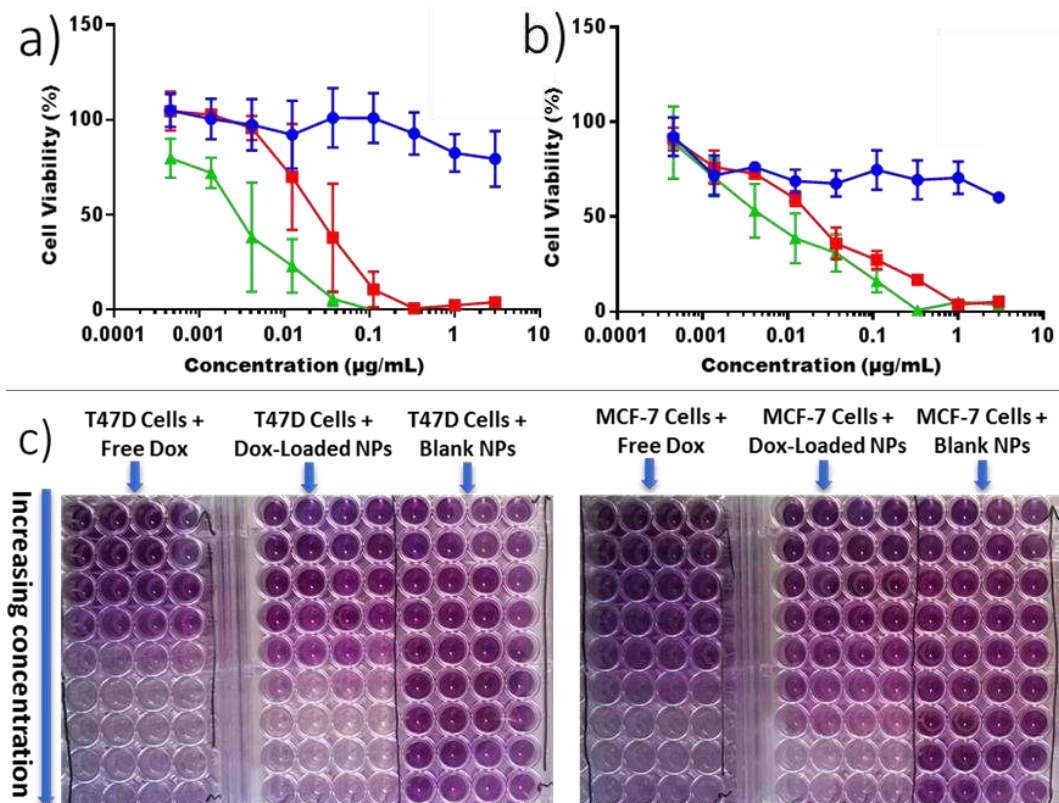 a)
150
100
50
0
Cell Viability (%)
0.0001
0.001
0.01
0.1
1
10
Concentration (µg/mL)
b)
150
100
50
0
Cell Viability (%)
0.0001
0.001
0.01
0.1
1
10
Concentration (µg/mL)
c)
T47D Cells +
Free Dox
T47D Cells +
Dox-Loaded NPs
T47D Cells +
Blank NPs
MCF-7 Cells +
Free Dox
MCF-7 Cells +
Dox-Loaded NPs
MCF-7 Cells +
Blank NPs
Increasing concentration